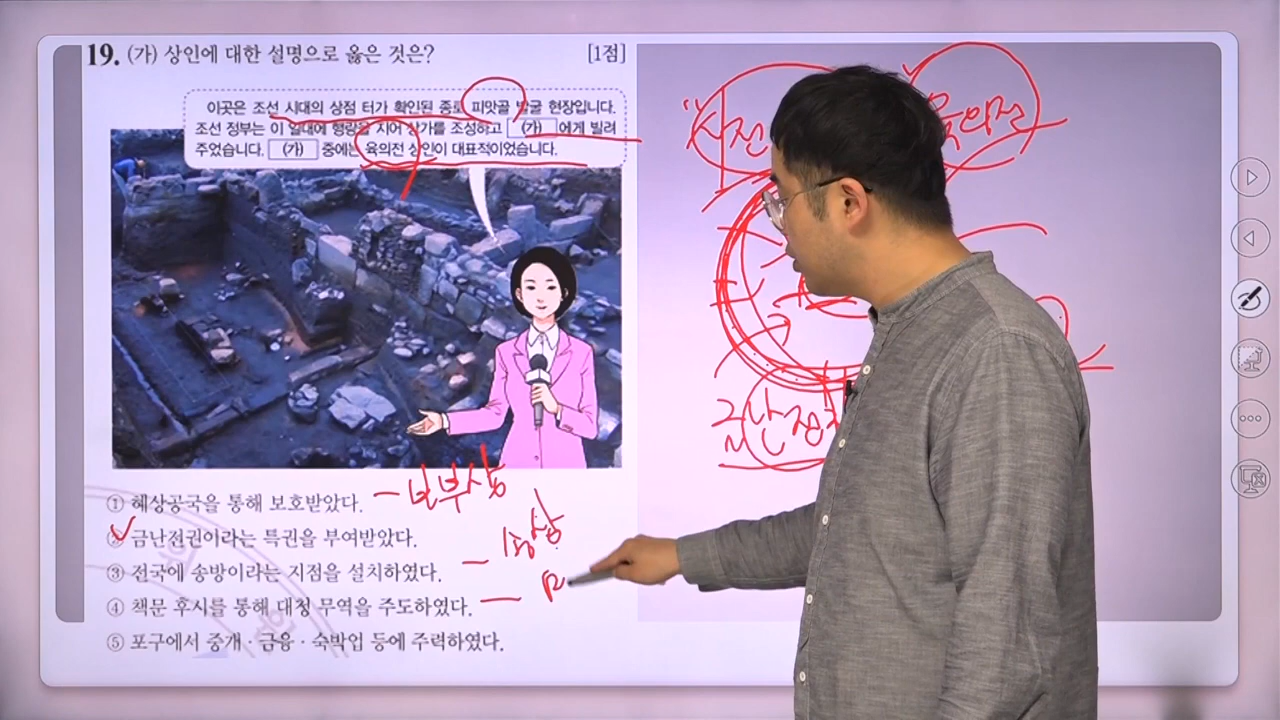 19. (가) 상인에 대한 설명으로 옳은 것은? [1점]
이곳은 조선 시대의 상점 터가 확인된 종로 피맛골 발굴 현장입니다.
조선 정부는 이 일대에 행랑을 지어 상가를 조성하고 (가) 에게 빌려
주었습니다. (가) 중에는 육의전 상인이 대표적이었습니다.
시전
육의전
금난전
① 혜상공국을 통해 보호받았다. - 보부상
② 금난전권이라는 특권을 부여받았다.
③ 전국에 송방이라는 지점을 설치하였다. - 송상
④ 책문 후시를 통해 대청 무역을 주도하였다. -
⑤ 포구에서 중개·금융·숙박업 등에 주력하였다.